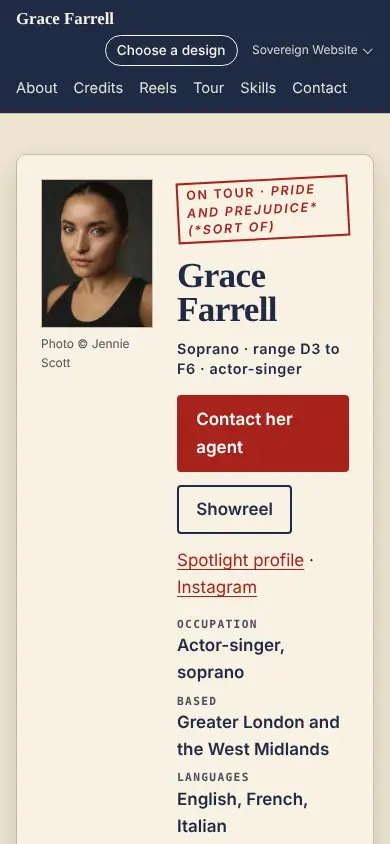 Grace Farrell
Choose a design
Sovereign Website
About Credits Reels Tour Skills Contact
ON TOUR · PRIDE
AND PREJUDICE*
(*SORT OF)
Photo © Jennie
Scott
Grace
Farrell
Soprano · range D3 to
F6 · actor-singer
Contact her
agent
Showreel
Spotlight profile ·
Instagram
OCCUPATION
Actor-singer,
soprano
BASED
Greater London and
the West Midlands
LANGUAGES
English, French,
Italian